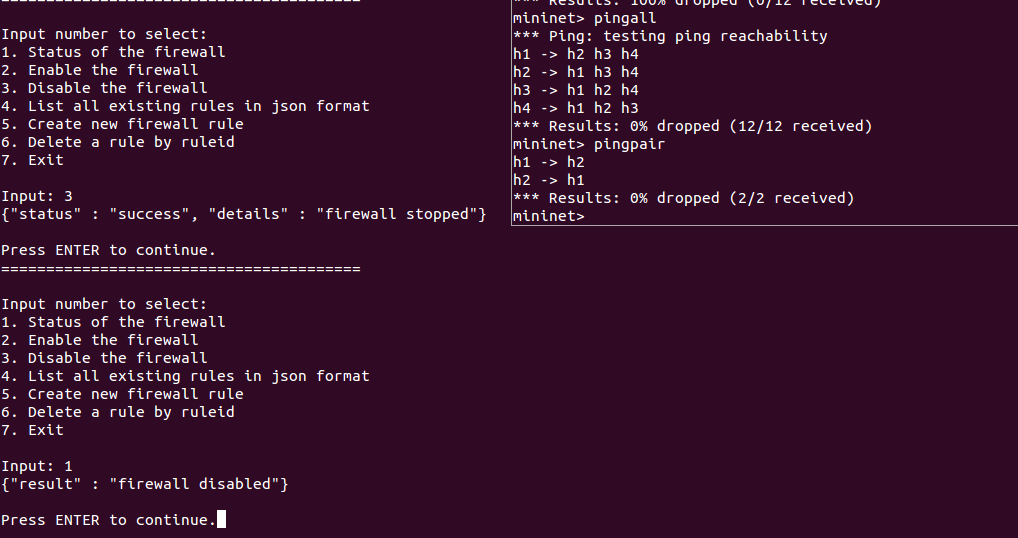 ========================================
Input number to select:
1. Status of the firewall
2. Enable the firewall
3. Disable the firewall
4. List all existing rules in json format
5. Create new firewall rule
6. Delete a rule by ruleid
7. Exit
Input: 3
{"status" : "success", "details" : "firewall stopped"}
Press ENTER to continue.
========================================
Input number to select:
1. Status of the firewall
2. Enable the firewall
3. Disable the firewall
4. List all existing rules in json format
5. Create new firewall rule
6. Delete a rule by ruleid
7. Exit
Input: 1
{"result" : "firewall disabled"}
Press ENTER to continue.
*** Results: 100% dropped (0/12 received)
mininet> pingall
*** Ping: testing ping reachability
h1 -> h2 h3 h4
h2 -> h1 h3 h4
h3 -> h1 h2 h4
h4 -> h1 h2 h3
*** Results: 0% dropped (12/12 received)
mininet> pingpair
h1 -> h2
h2 -> h1
*** Results: 0% dropped (2/2 received)
mininet>